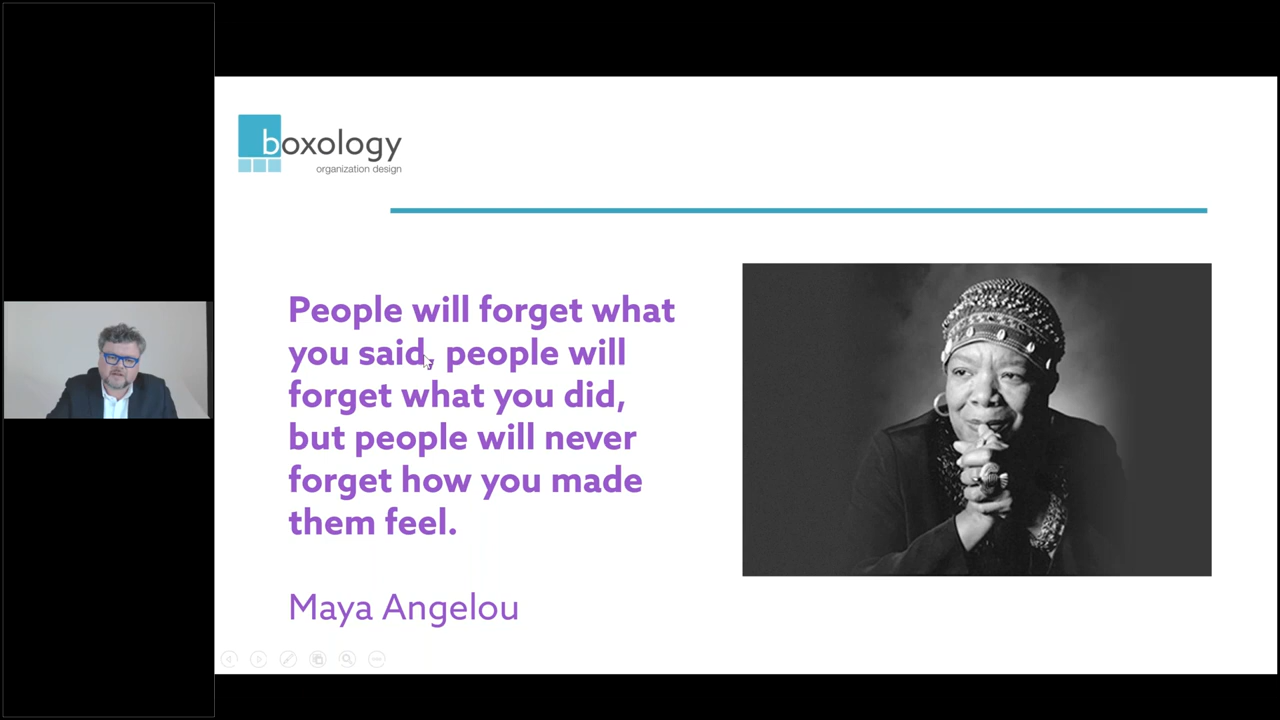 boxology
organization design
People will forget what
you said, people will
forget what you did,
but people will never
forget how you made
them feel.
Maya Angelou